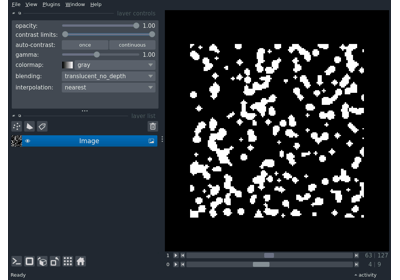 File View Plugins Window Help
layer controls
opacity: 1.00
contrast limits:
auto-contrast: once continuous
gamma: 1.00
colormap: gray
blending: translucent_no_depth
interpolation: nearest
layer list
Image
1 63 127
0 4 9
Ready activity